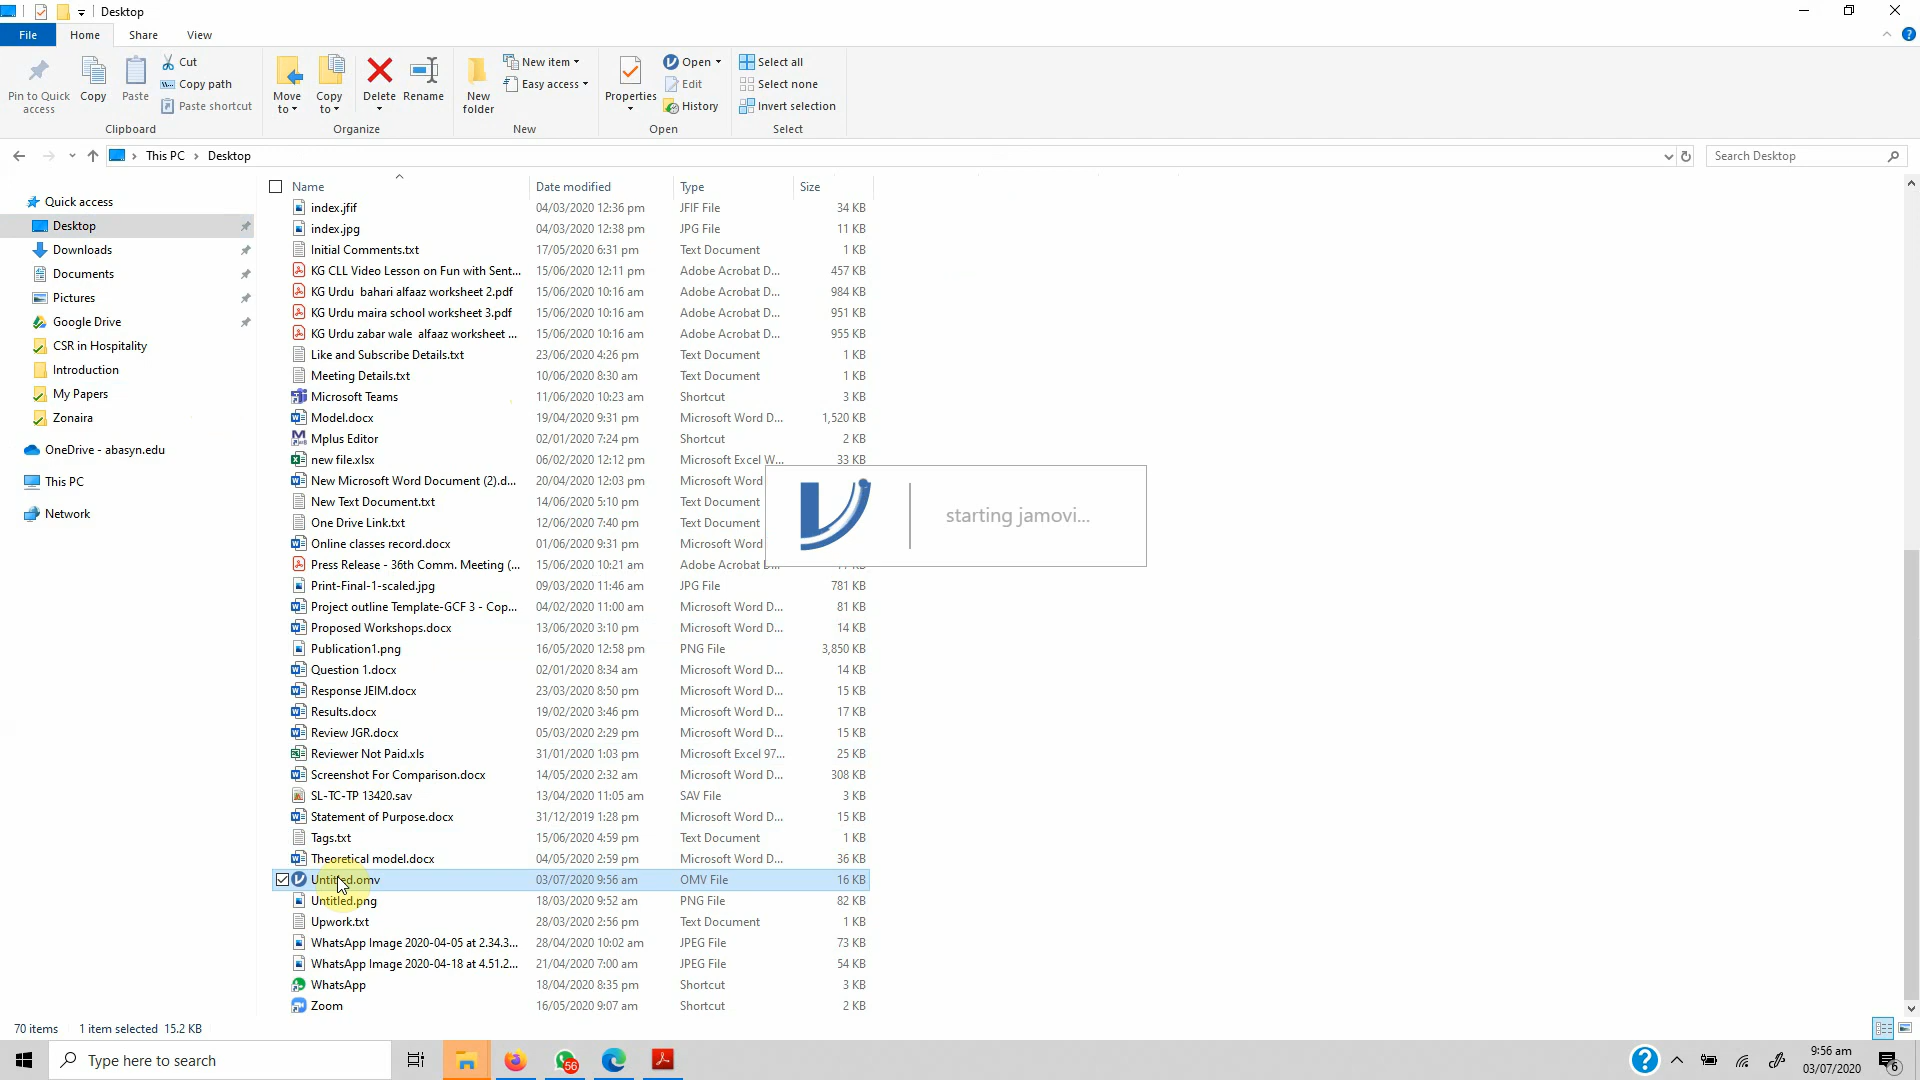 Desktop
File Home Share View
Pin to Quick access
Copy
Paste
Cut
Copy path
Paste shortcut
Clipboard
Move to
Copy to
Delete
Rename
Organize
New folder
New item
Easy access
New
Properties
Open
Edit
History
Open
Select all
Select none
Invert selection
Select
This PC > Desktop
Search Desktop
Quick access
Desktop
Downloads
Documents
Pictures
Google Drive
CSR in Hospitality
Introduction
My Papers
Zonaira
OneDrive - abasyn.edu
This PC
Network
Name Date modified Type Size
index.jfif 04/03/2020 12:36 pm JFIF File 34 KB
index.jpg 04/03/2020 12:38 pm JPG File 11 KB
Initial Comments.txt 17/05/2020 6:31 pm Text Document 1 KB
KG CLL Video Lesson on Fun with Sent... 15/06/2020 12:11 pm Adobe Acrobat D... 457 KB
KG Urdu bahari alfaaz worksheet 2.pdf 15/06/2020 10:16 am Adobe Acrobat D... 984 KB
KG Urdu maira school worksheet 3.pdf 15/06/2020 10:16 am Adobe Acrobat D... 951 KB
KG Urdu zabar wale alfaaz worksheet ... 15/06/2020 10:16 am Adobe Acrobat D... 955 KB
Like and Subscribe Details.txt 23/06/2020 4:26 pm Text Document 1 KB
Meeting Details.txt 10/06/2020 8:30 am Text Document 1 KB
Microsoft Teams 11/06/2020 10:23 am Shortcut 3 KB
Model.docx 19/04/2020 9:31 pm Microsoft Word D... 1,520 KB
Mplus Editor 02/01/2020 7:24 pm Shortcut 2 KB
new file.xlsx 06/02/2020 12:12 pm Microsoft Excel W... 33 KB
New Microsoft Word Document (2).d... 20/04/2020 12:03 pm Microsoft Word
New Text Document.txt 14/06/2020 5:10 pm Text Document
One Drive Link.txt 12/06/2020 7:40 pm Text Document
starting jamovi...
Online classes record.docx 01/06/2020 9:31 pm Microsoft Word
Press Release - 36th Comm. Meeting (... 15/06/2020 10:21 am Adobe Acrobat
Print-Final-1-scaled.jpg 09/03/2020 11:46 am JPG File 781 KB
Project outline Template-GCF 3 - Cop... 04/02/2020 11:00 am Microsoft Word D... 81 KB
Proposed Workshops.docx 13/06/2020 3:10 pm Microsoft Word D... 14 KB
Publication1.png 16/05/2020 12:58 pm PNG File 3,850 KB
Question 1.docx 02/01/2020 8:34 am Microsoft Word D... 14 KB
Response JEIM.docx 23/03/2020 8:50 pm Microsoft Word D... 15 KB
Results.docx 19/02/2020 3:46 pm Microsoft Word D... 17 KB
Review JGR.docx 05/03/2020 2:29 pm Microsoft Word D... 15 KB
Reviewer Not Paid.xls 31/01/2020 1:03 pm Microsoft Excel 97... 25 KB
Screenshot For Comparison.docx 14/05/2020 2:32 am Microsoft Word D... 308 KB
SL-TC-TP 13420.sav 13/04/2020 11:05 am SAV File 3 KB
Statement of Purpose.docx 31/12/2019 1:28 pm Microsoft Word D... 15 KB
Tags.txt 15/06/2020 4:59 pm Text Document 1 KB
Theoretical model.docx 04/05/2020 2:59 pm Microsoft Word D... 36 KB
Untitled.omv 03/07/2020 9:56 am OMV File 16 KB
Untitled.png 18/03/2020 9:52 am PNG File 82 KB
Upwork.txt 28/03/2020 2:56 pm Text Document 1 KB
WhatsApp Image 2020-04-05 at 2.34.3... 28/04/2020 10:02 am JPEG File 73 KB
WhatsApp Image 2020-04-18 at 4.51.2... 21/04/2020 7:00 am JPEG File 54 KB
WhatsApp 18/04/2020 8:35 pm Shortcut 3 KB
Zoom 16/05/2020 9:07 am Shortcut 2 KB
70 items 1 item selected 15.2 KB
Type here to search
56
9:56 am
03/07/2020
6